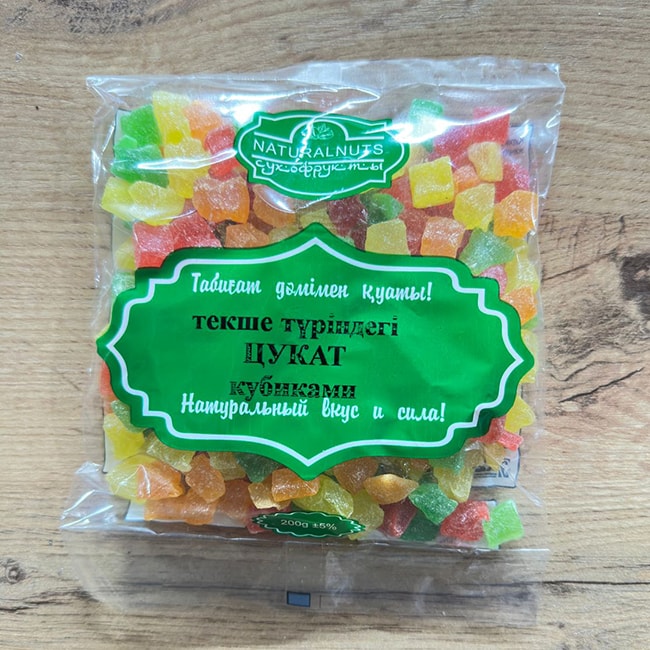 NATURALNUTS
сухофрукты
Табиғат дәмімен қуаты!
текше түріндегі
ЦУКАТ
кубиками
Натуральный вкус и сила!
200g ±5%